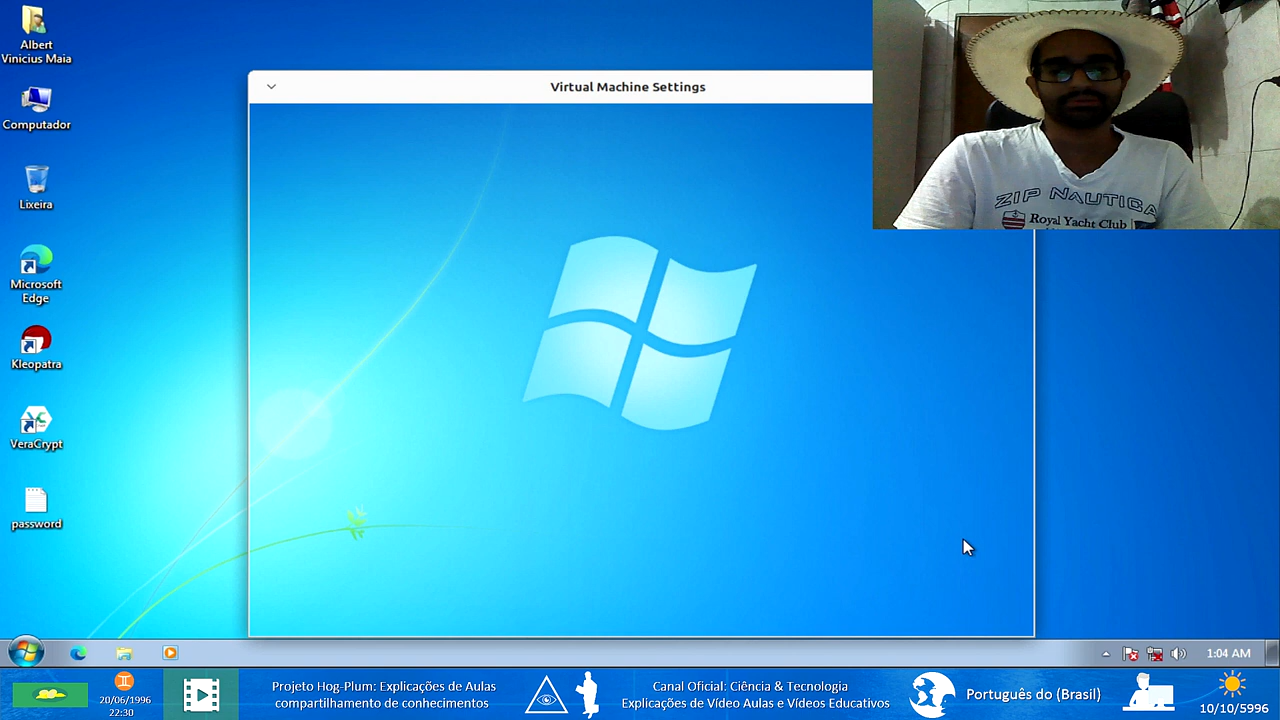 Albert
Vinicius Maia
Computador
Lixeira
Microsoft
Edge
Kleopatra
VeraCrypt
password
Virtual Machine Settings
ZIP NAUTICA
Royal Yacht Club
1:04 AM
20/06/1996
22:30
Projeto Hog-Plum: Explicações de Aulas
compartilhamento de conhecimentos
Canal Oficial: Ciência & Tecnologia
Explicações de Vídeo Aulas e Vídeos Educativos
Português do (Brasil)
10/10/5996